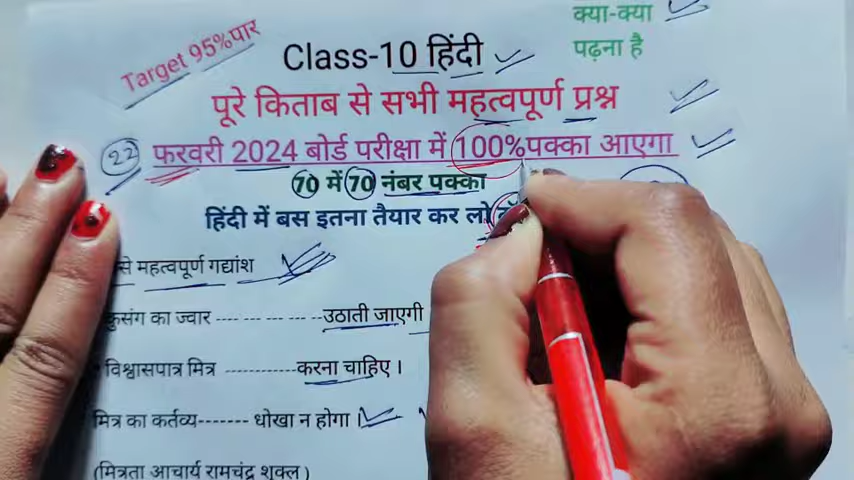 Target 95%पार
क्या-क्या
पढ़ना है
Class-10 हिंदी
पूरे किताब से सभी महत्वपूर्ण प्रश्न
22 फरवरी 2024 बोर्ड परीक्षा में 100%पक्का आएगा
70 में 70 नंबर पक्का
हिंदी में बस इतना तैयार कर लो
से महत्वपूर्ण गद्यांश
कुसंग का ज्वार ---- --- --- --- उठाती जाएगी
विश्वासपात्र मित्र ----------- करना चाहिए।
मित्र का कर्तव्य------- धोखा न होगा।
(मित्रता आचार्य रामचंद्र शुक्ल)